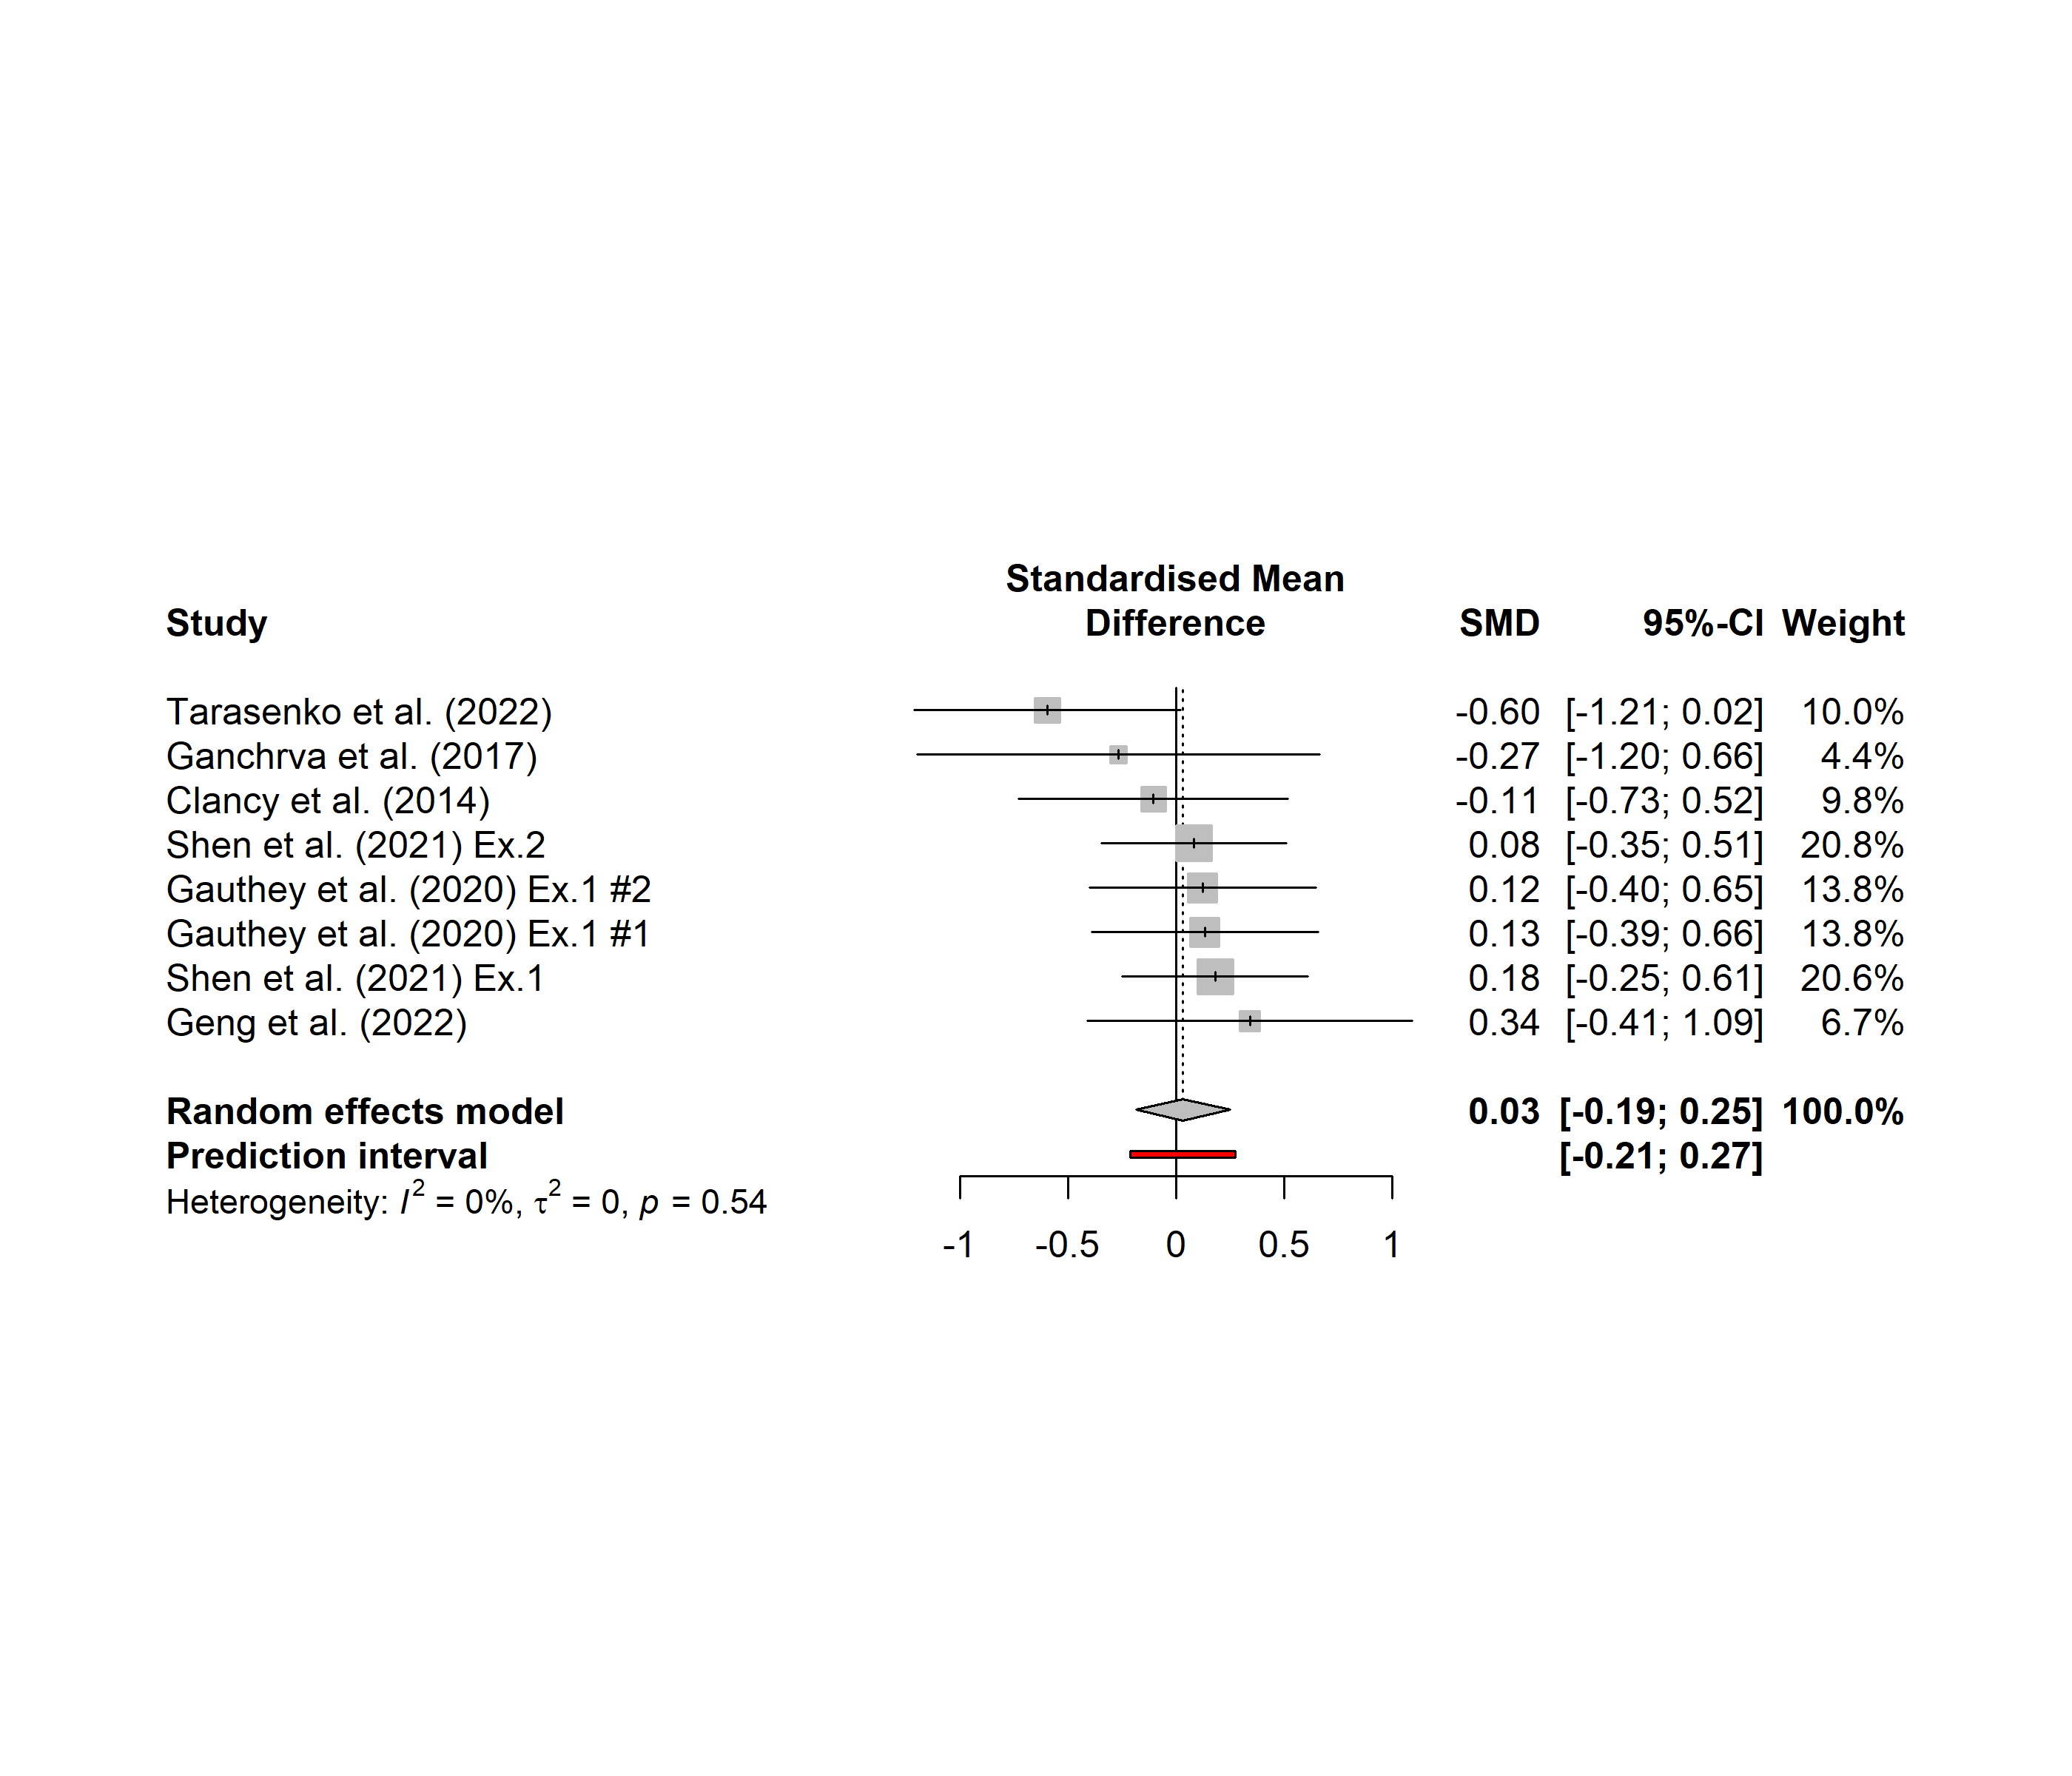 Standardised Mean
Study Difference SMD 95%-CI Weight
Tarasenko et al. (2022) -0.60 [-1.21; 0.02] 10.0%
Ganchrva et al. (2017) -0.27 [-1.20; 0.66] 4.4%
Clancy et al. (2014) -0.11 [-0.73; 0.52] 9.8%
Shen et al. (2021) Ex.2 0.08 [-0.35; 0.51] 20.8%
Gauthey et al. (2020) Ex.1 #2 0.12 [-0.40; 0.65] 13.8%
Gauthey et al. (2020) Ex.1 #1 0.13 [-0.39; 0.66] 13.8%
Shen et al. (2021) Ex.1 0.18 [-0.25; 0.61] 20.6%
Geng et al. (2022) 0.34 [-0.41; 1.09] 6.7%
Random effects model 0.03 [-0.19; 0.25] 100.0%
Prediction interval [-0.21; 0.27]
Heterogeneity: I² = 0%, τ² = 0, p = 0.54
-1 -0.5 0 0.5 1